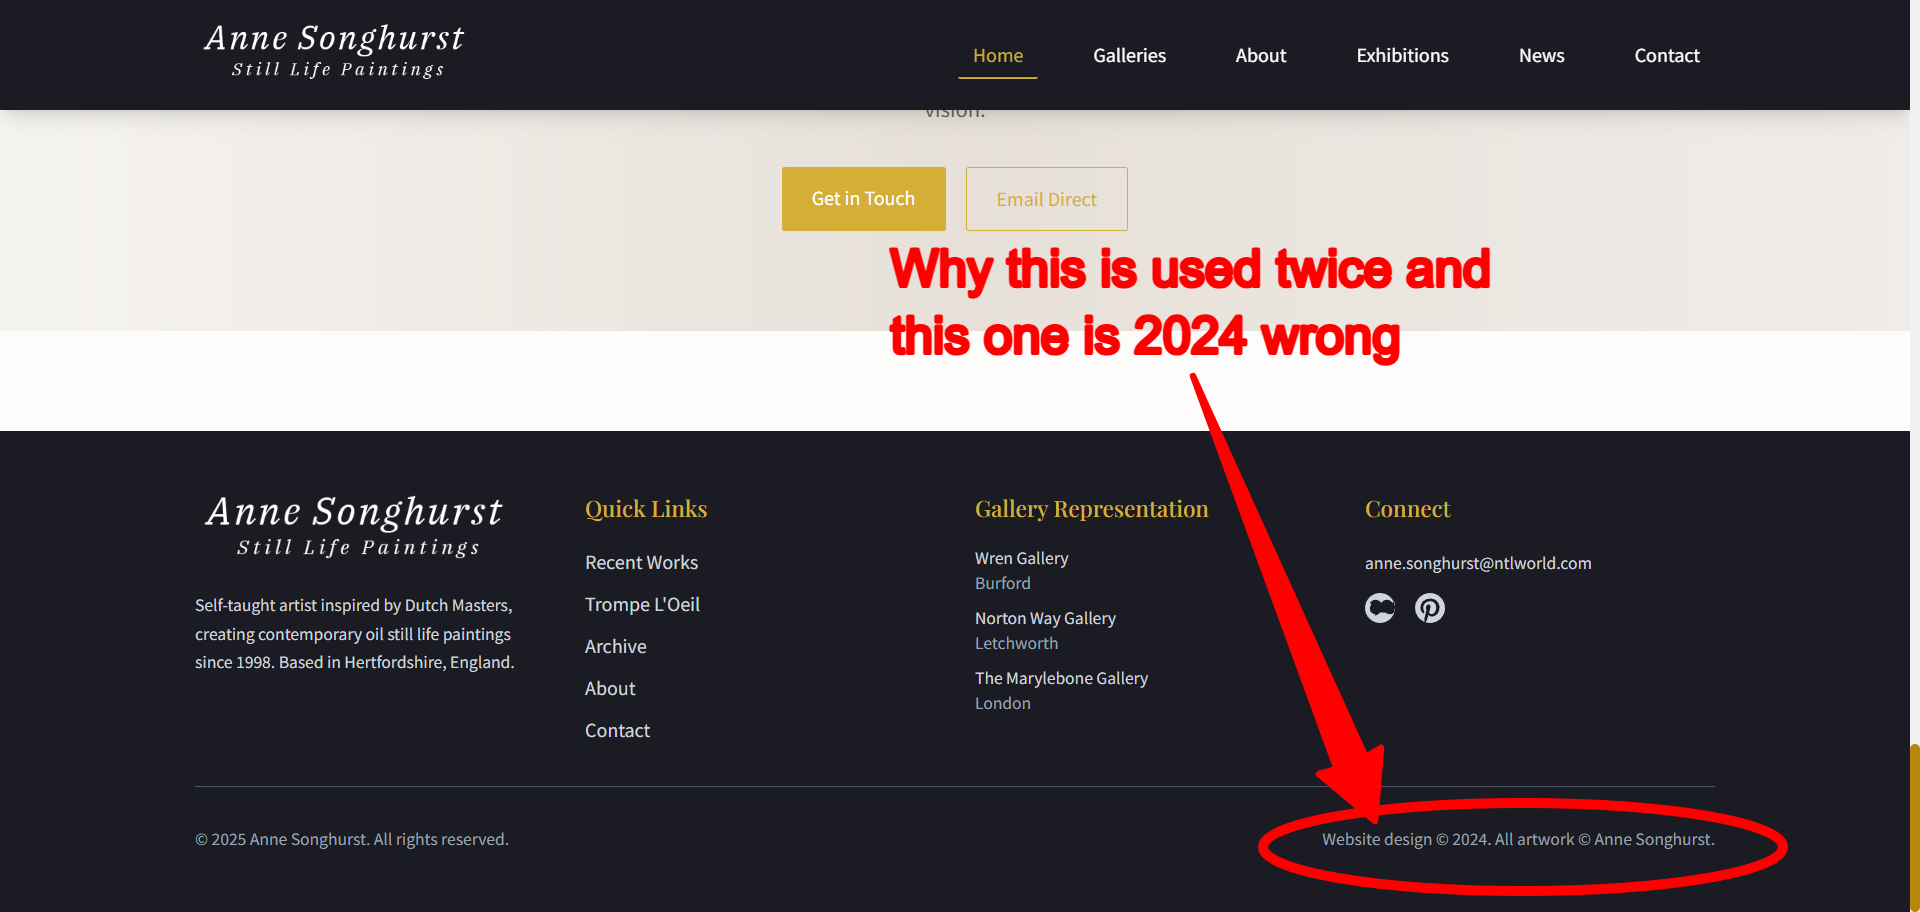 Anne Songhurst
Still Life Paintings
Home
Galleries
About
Exhibitions
News
Contact
vision.
Get in Touch
Email Direct
Why this is used twice and
this one is 2024 wrong
Anne Songhurst
Still Life Paintings
Self-taught artist inspired by Dutch Masters,
creating contemporary oil still life paintings
since 1998. Based in Hertfordshire, England.
Quick Links
Recent Works
Trompe L'Oeil
Archive
About
Contact
Gallery Representation
Wren Gallery
Burford
Norton Way Gallery
Letchworth
The Marylebone Gallery
London
Connect
anne.songhurst@ntlworld.com
© 2025 Anne Songhurst. All rights reserved.
Website design © 2024. All artwork © Anne Songhurst.